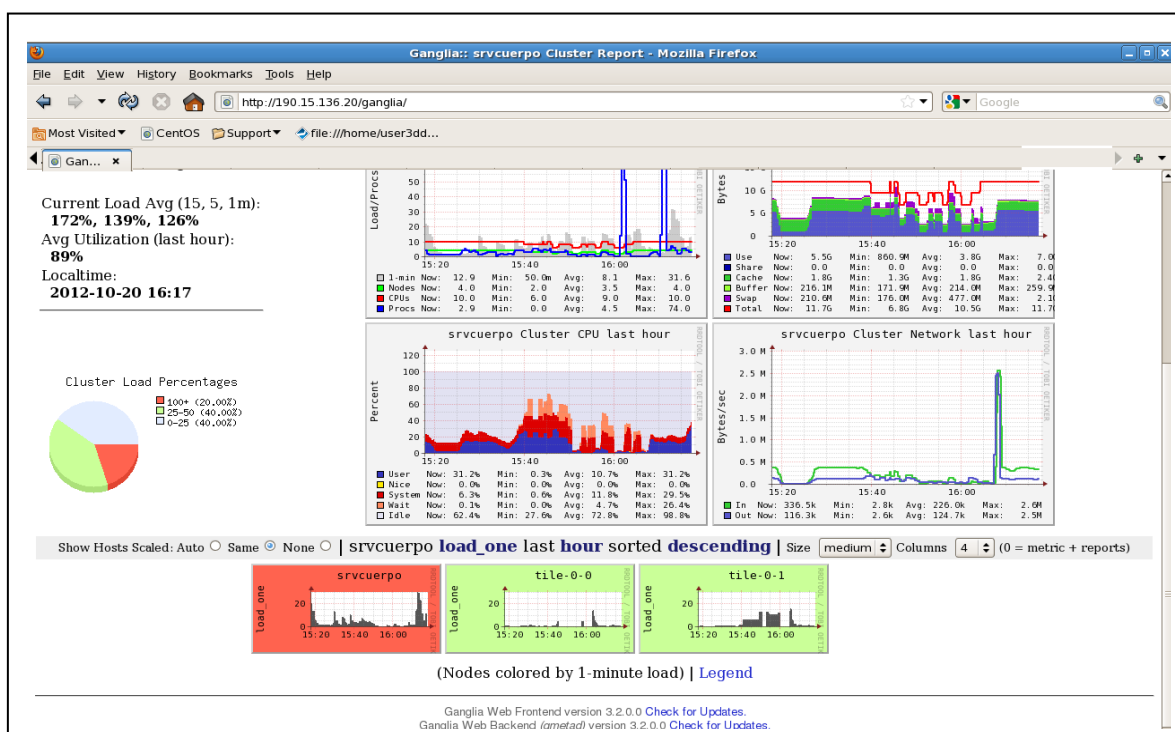 Ganglia:: srvcuerpo Cluster Report - Mozilla Firefox
File Edit View History Bookmarks Tools Help
http://190.15.136.20/ganglia/
Google
Most Visited CentOS Support file:///home/user3dd...
Gan...
Current Load Avg (15, 5, 1m):
172%, 139%, 126%
Avg Utilization (last hour):
89%
Localtime:
2012-10-20 16:17
Cluster Load Percentages
100+ (20.00%)
25-50 (40.00%)
0-25 (40.00%)
Load/Procs
50
40
30
20
10
0
15:20 15:40 16:00
1-min Now: 12.9 Min: 50.0m Avg: 8.1 Max: 31.6
Nodes Now: 4.0 Min: 2.0 Avg: 3.5 Max: 4.0
CPUs Now: 10.0 Min: 6.0 Avg: 9.0 Max: 10.0
Procs Now: 2.9 Min: 0.0 Avg: 4.5 Max: 74.0
TOBI OETIKER
Bytes
10 G
5 G
0
15:20 15:40 16:00
Use Now: 5.5G Min: 860.9M Avg: 3.8G Max:
Share Now: 0.0 Min: 0.0 Avg: 0.0 Max:
Cache Now: 1.8G Min: 1.3G Avg: 1.8G Max:
Buffer Now: 216.1M Min: 171.9M Avg: 214.0M Max:
Swap Now: 210.6M Min: 176.0M Avg: 477.0M Max:
Total Now: 11.7G Min: 6.8G Avg: 10.5G Max:
TOBI OETIKER
srvcuerpo Cluster CPU last hour
Percent
120
100
80
60
40
20
0
15:20 15:40 16:00
User Now: 31.2% Min: 0.3% Avg: 10.7% Max: 31.2%
Nice Now: 0.0% Min: 0.0% Avg: 0.0% Max: 0.0%
System Now: 6.3% Min: 0.6% Avg: 11.8% Max: 29.5%
Wait Now: 0.1% Min: 0.0% Avg: 4.7% Max: 26.4%
Idle Now: 62.4% Min: 27.6% Avg: 72.8% Max: 98.8%
RRDTOOL / TOBI OETIKER
srvcuerpo Cluster Network last hour
Bytes/sec
3.0 M
2.5 M
2.0 M
1.5 M
1.0 M
0.5 M
0.0
15:20 15:40 16:00
In Now: 336.5k Min: 2.8k Avg: 226.0k Max: 2.6M
Out Now: 116.3k Min: 2.6k Avg: 124.7k Max: 2.5M
RRDTOOL / TOBI OETIKER
Show Hosts Scaled: Auto Same None | srvcuerpo load_one last hour sorted descending | Size medium Columns 4 (0 = metric + reports)
srvcuerpo
load_one
20
0
15:20 15:40 16:00
tile-0-0
load_one
20
0
15:20 15:40 16:00
tile-0-1
load_one
20
0
15:20 15:40 16:00
(Nodes colored by 1-minute load) | Legend
Ganglia Web Frontend version 3.2.0.0 Check for Updates.
Ganglia Web Backend (gmetad) version 3.2.0.0 Check for Updates.